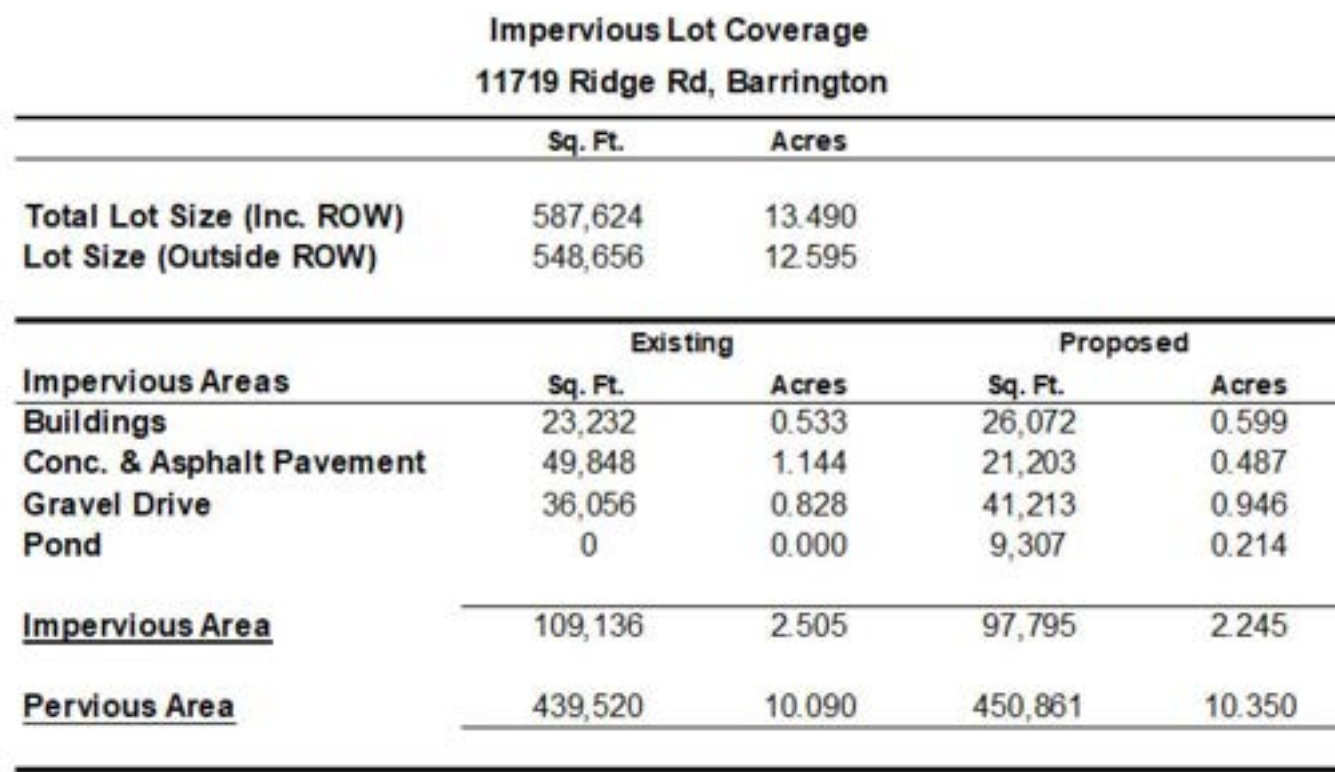 Impervious Lot Coverage
11719 Ridge Rd, Barrington
Sq. Ft. Acres
Total Lot Size (Inc. ROW) 587,624 13.490
Lot Size (Outside ROW) 548,656 12.595
Existing Proposed
Impervious Areas Sq. Ft. Acres Sq. Ft. Acres
Buildings 23,232 0.533 26,072 0.599
Conc. & Asphalt Pavement 49,848 1.144 21,203 0.487
Gravel Drive 36,056 0.828 41,213 0.946
Pond 0 0.000 9,307 0.214
Impervious Area 109,136 2.505 97,795 2.245
Pervious Area 439,520 10.090 450,861 10.350